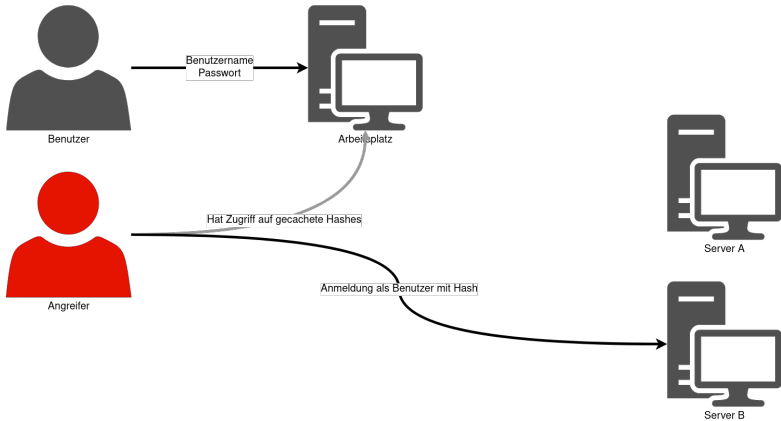 Benutzername
Passwort
Benutzer
Arbeitsplatz
Hat Zugriff auf gecachete Hashes
Server A
Anmeldung als Benutzer mit Hash
Angreifer
Server B